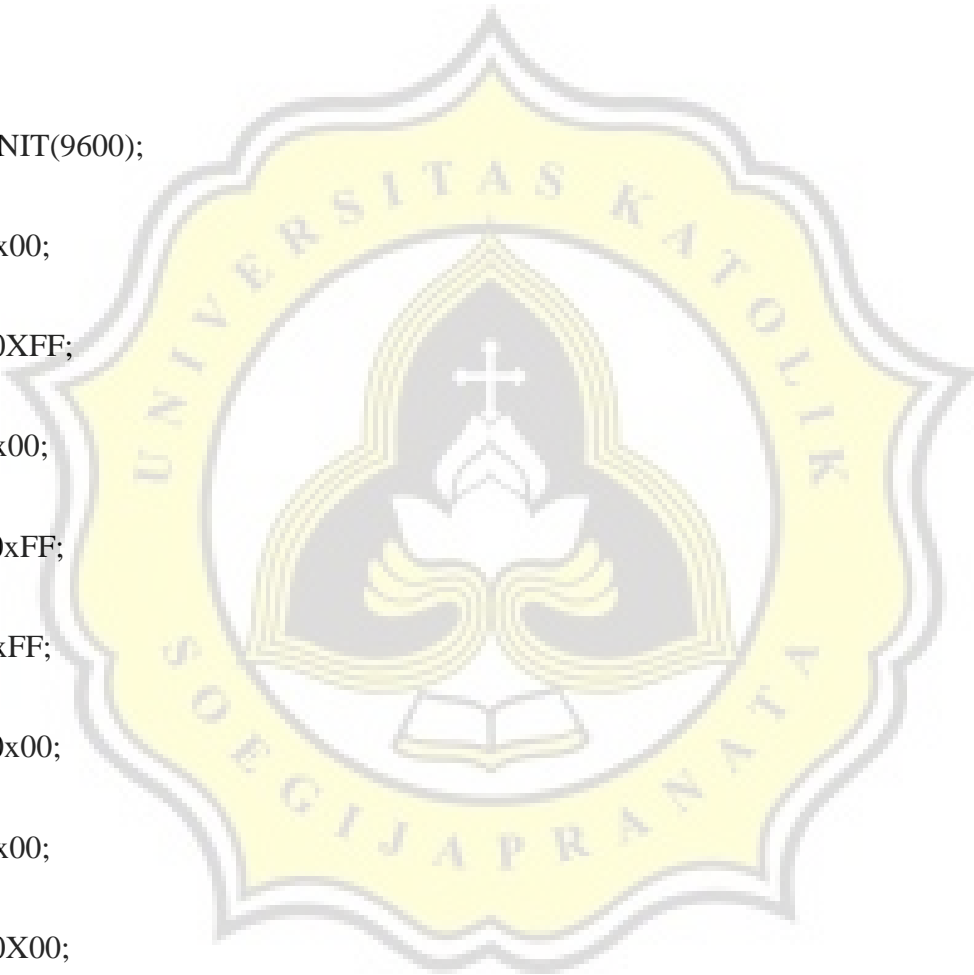 NIT(9600);
x00;
0XFF;
x00;
0xFF;
xFF;
0x00;
x00;
0X00;
UNIVERSITAS KATOLIK
SOEGIJAPRANATA